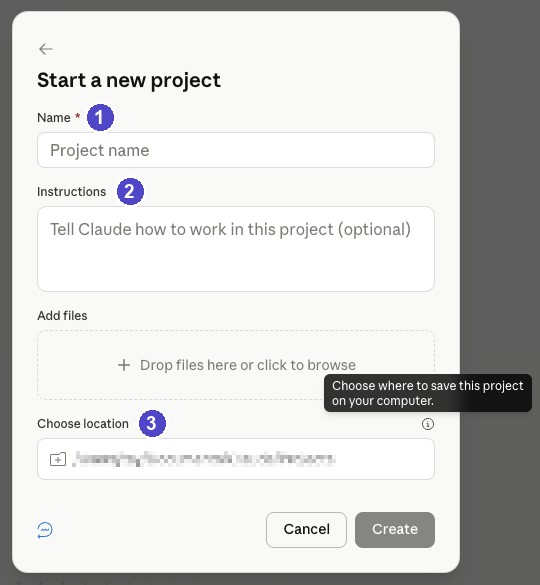 Start a new project
Name * 1
Project name
Instructions 2
Tell Claude how to work in this project (optional)
Add files
+ Drop files here or click to browse
Choose where to save this project
on your computer.
Choose location 3
Cancel
Create